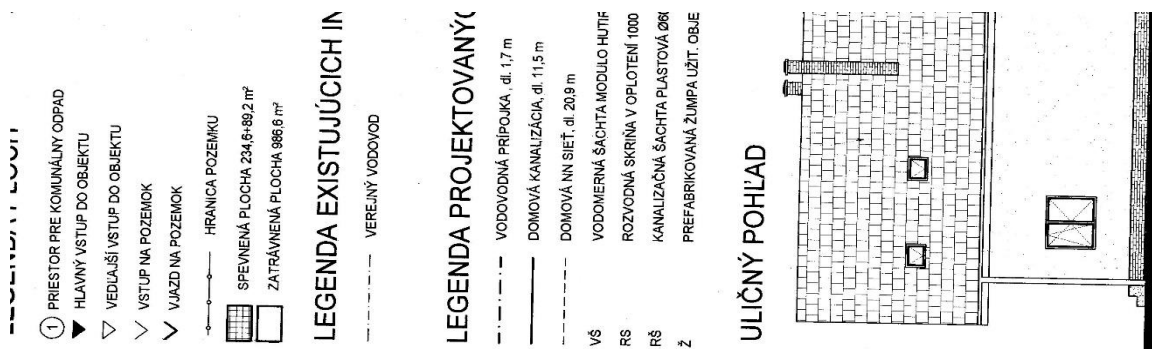 1 PRIESTOR PRE KOMUNÁLNY ODPAD
HLAVNÝ VSTUP DO OBJEKTU
VEDĽAJŠÍ VSTUP DO OBJEKTU
VSTUP NA POZEMOK
VJAZD NA POZEMOK
HRANICA POZEMKU
SPEVNENÁ PLOCHA 234,6+89,2 m²
ZATRÁVNENÁ PLOCHA 986,6 m²
LEGENDA EXISTUJÚCICH
VEREJNÝ VODOVOD
LEGENDA
VODOVODNÁ PRÍPOJKA, dl. 1,7 m
DOMOVÁ KANALIZÁCIA, dl. 11,5 m
DOMOVÁ NN SIEŤ, dl. 20,9 m
VŠ VODOMERNÁ ŠACHTA MODULO
RS ROZVODNÁ SKRIŇA V OPLOTENÍ 1000
RŠ KANALIZAČNÁ ŠACHTA PLASTOVÁ
Ž PREFABRIKOVANÁ ŽUMPA UŽIT.
ULIČNÝ POHĽAD